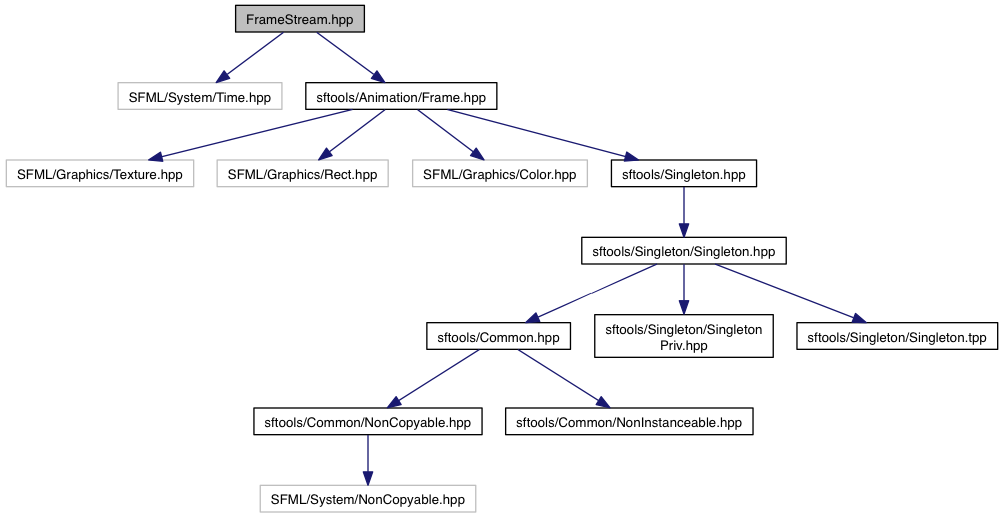 FrameStream.hpp
SFML/System/Time.hpp
sftools/Animation/Frame.hpp
SFML/Graphics/Texture.hpp
SFML/Graphics/Rect.hpp
SFML/Graphics/Color.hpp
sftools/Singleton.hpp
sftools/Singleton/Singleton.hpp
sftools/Common.hpp
sftools/Singleton/Singleton
Priv.hpp
sftools/Singleton/Singleton.tpp
sftools/Common/NonCopyable.hpp
sftools/Common/NonInstanceable.hpp
SFML/System/NonCopyable.hpp